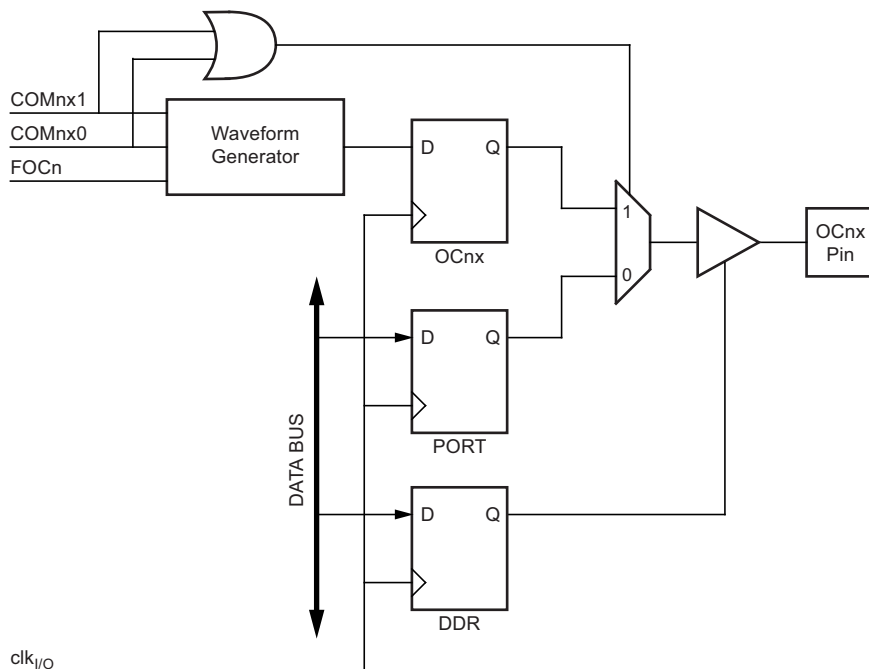 COMnx1
COMnx0
FOCn
Waveform
Generator
D
Q
OCnx
1
0
OCnx
Pin
D
Q
PORT
DATA BUS
D
Q
DDR
clkI/O